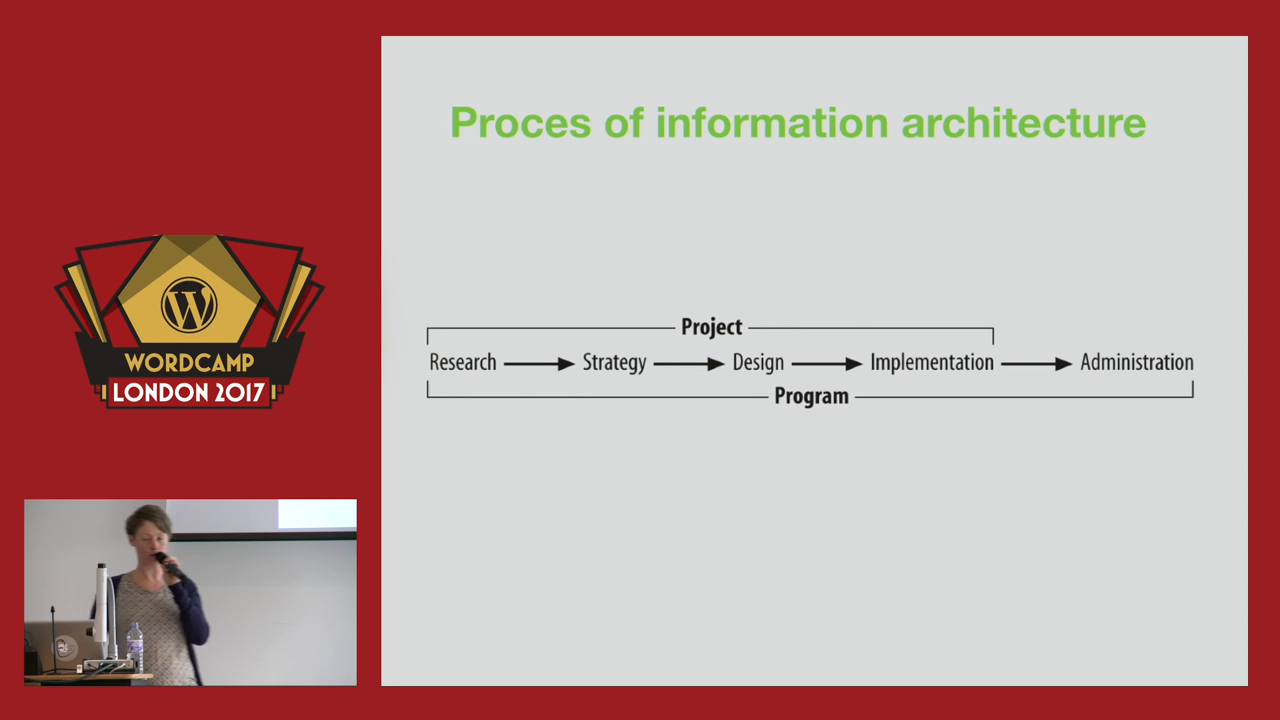 Proces of information architecture
Project
Research Strategy Design Implementation Administration
Program
WORDCAMP
LONDON 2017